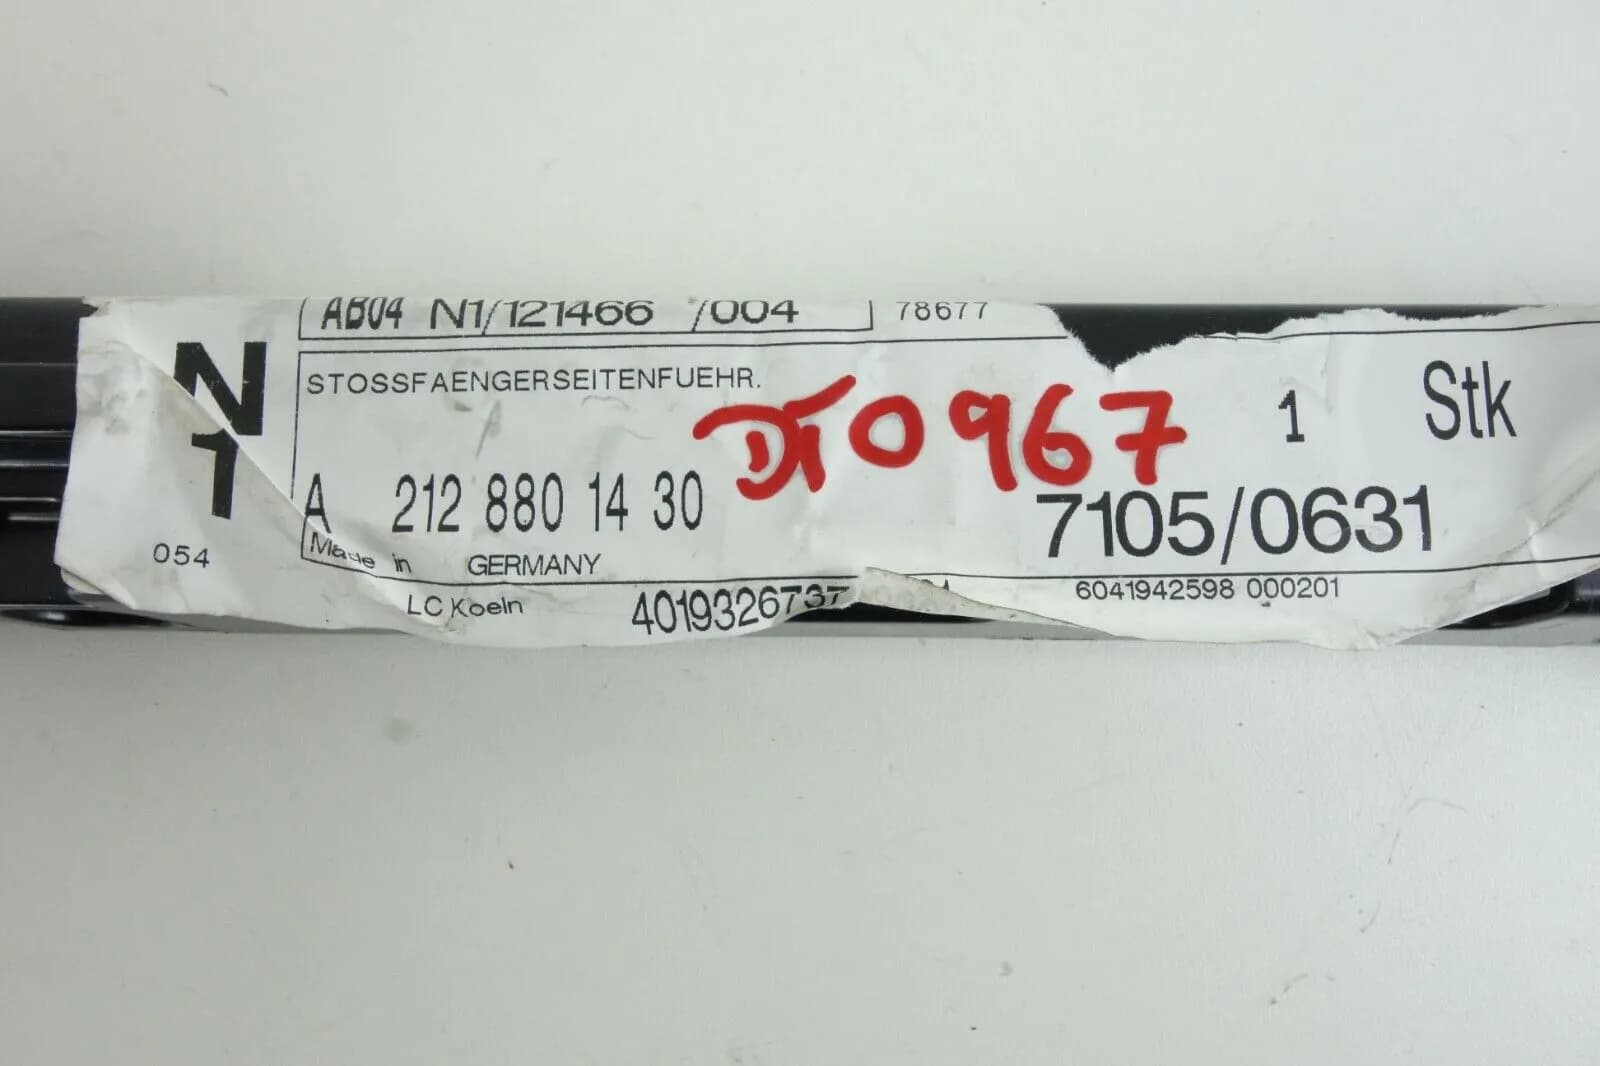 AB04 N1/121466 /004 78677
N
1
STOSSFAENGERSEITENFUEHR.
DT0967
1 Stk
A 212 880 14 30
7105/0631
054
Made in GERMANY
LC Koeln
4019326737
6041942598 000201